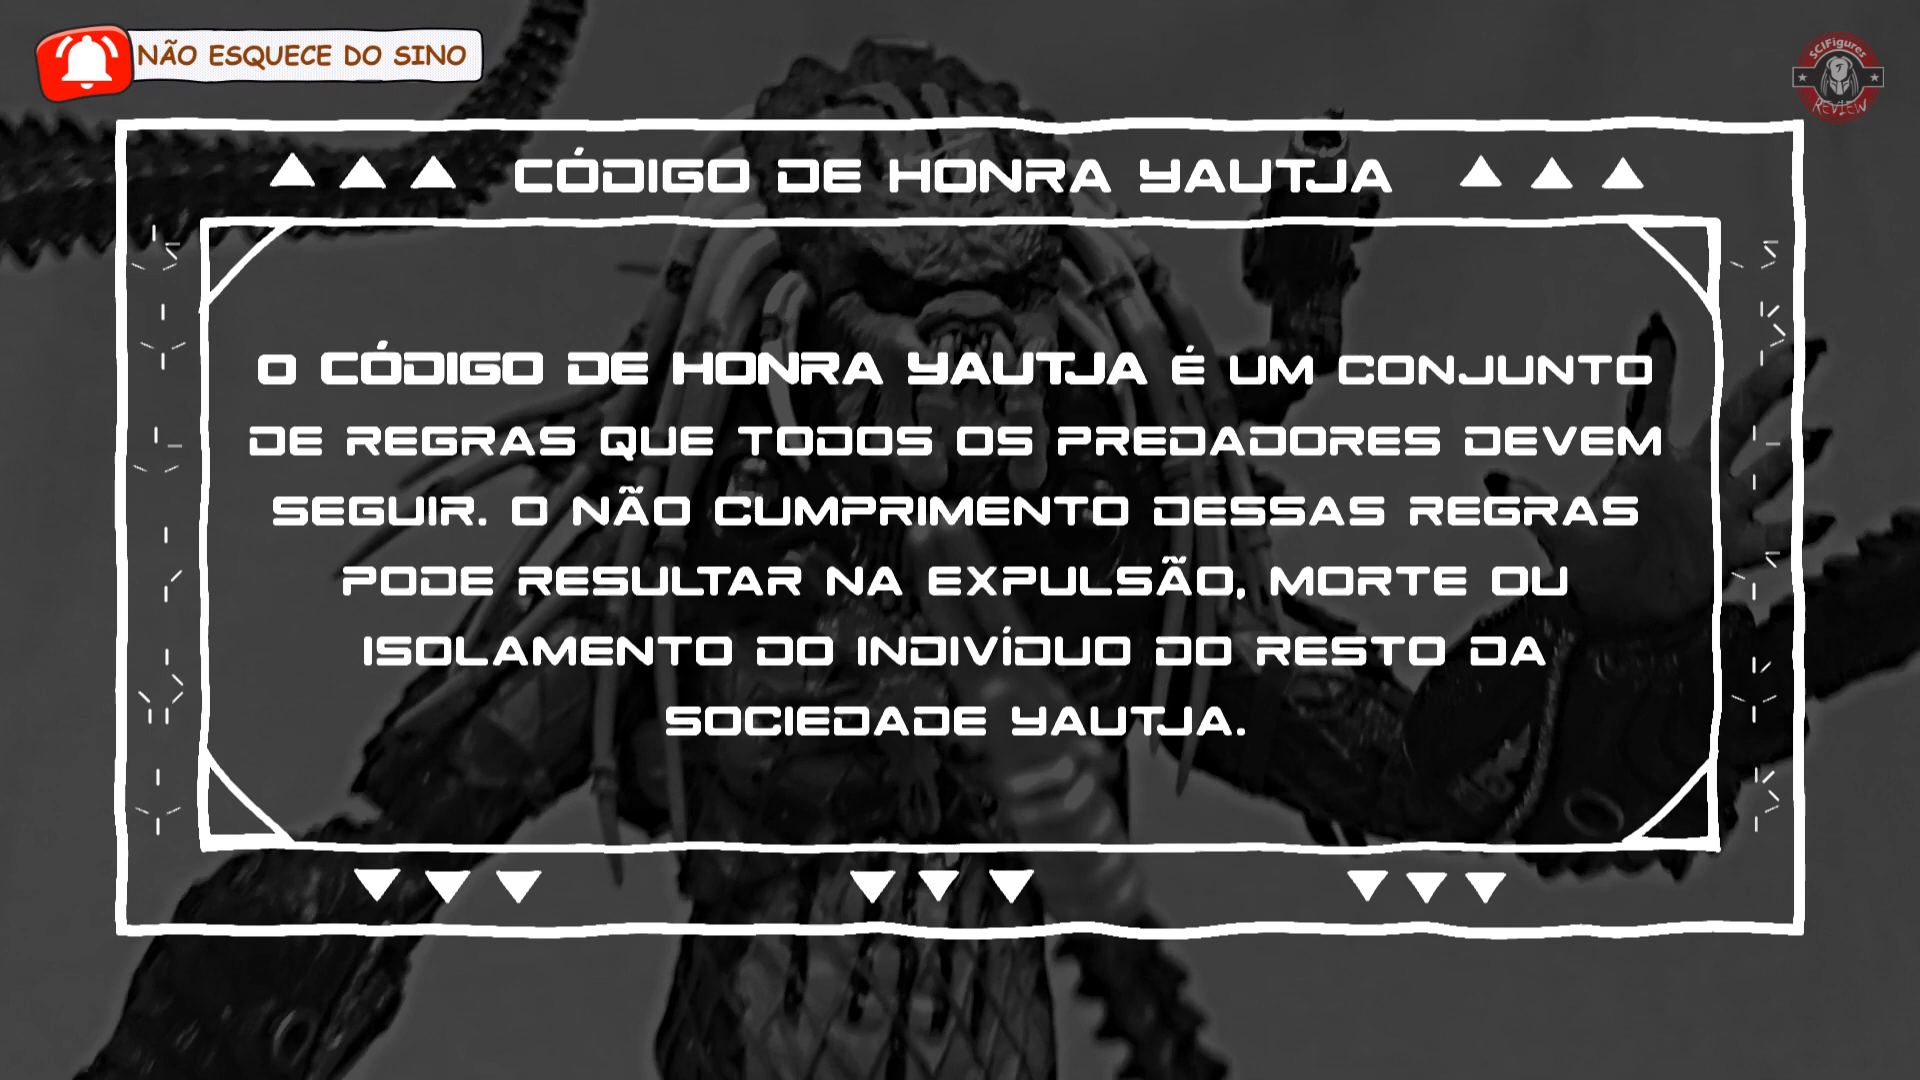 NÃO ESQUECE DO SINO
SCIFigures
REVIEW
CÓDIGO DE HONRA YAUTJA
O CÓDIGO DE HONRA YAUTJA É UM CONJUNTO
DE REGRAS QUE TODOS OS PREDADORES DEVEM
SEGUIR. O NÃO CUMPRIMENTO DESSAS REGRAS
PODE RESULTAR NA EXPULSÃO, MORTE OU
ISOLAMENTO DO INDIVÍDUO DO RESTO DA
SOCIEDADE YAUTJA.